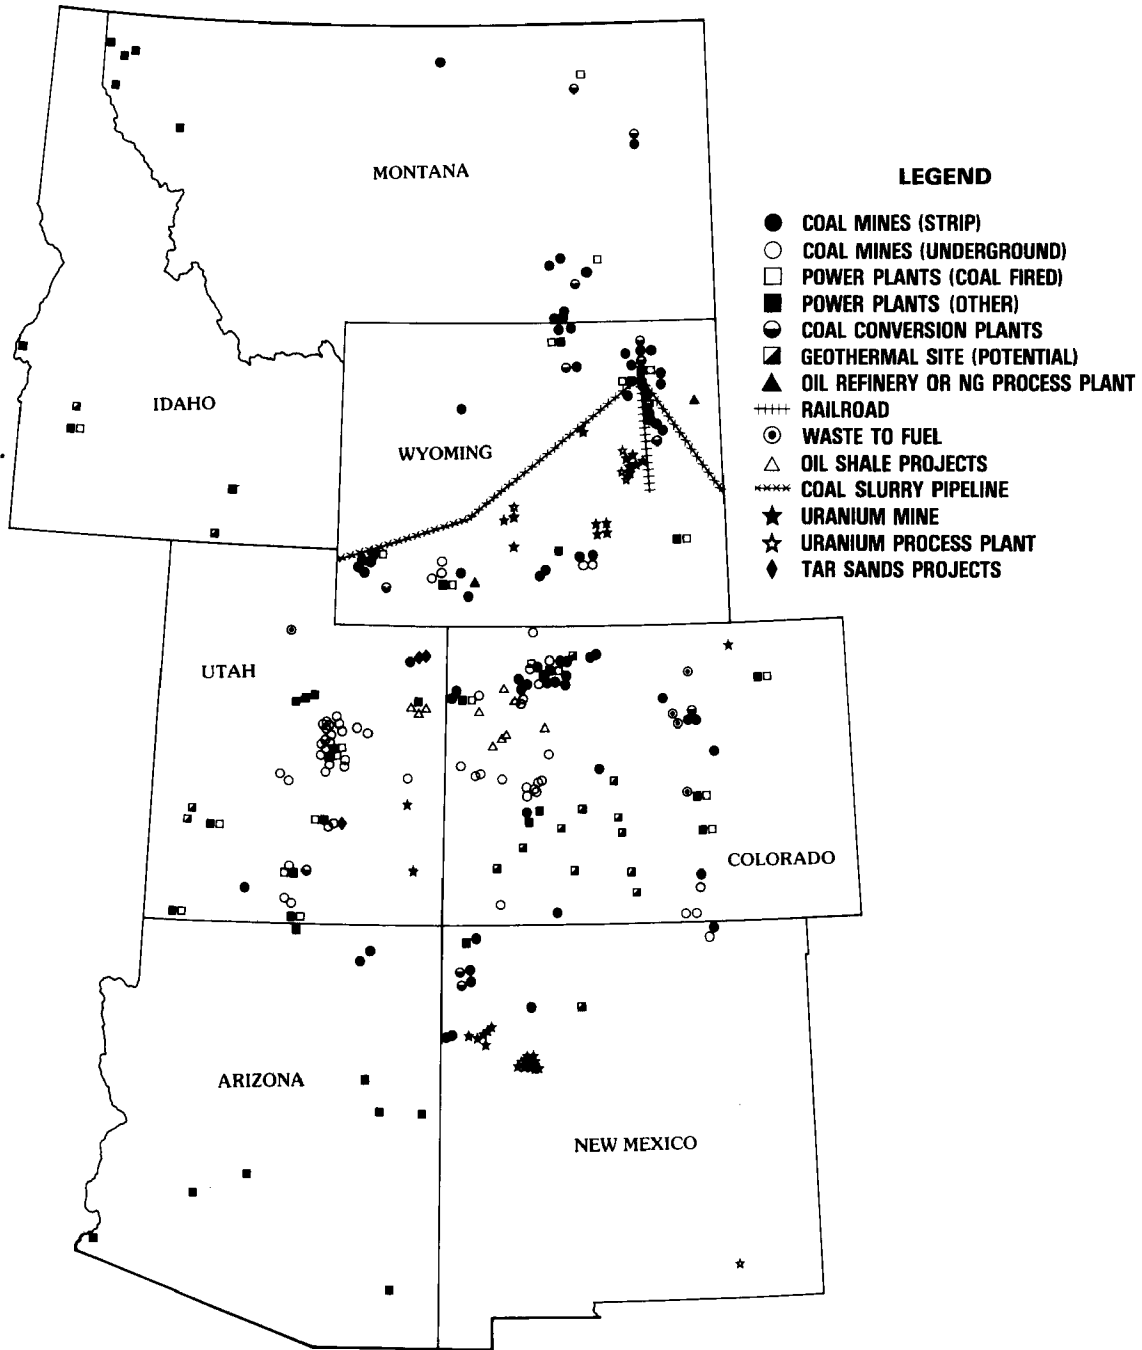 MONTANA
LEGEND
COAL MINES (STRIP)
COAL MINES (UNDERGROUND)
POWER PLANTS (COAL FIRED)
POWER PLANTS (OTHER)
COAL CONVERSION PLANTS
GEOTHERMAL SITE (POTENTIAL)
OIL REFINERY OR NG PROCESS PLANT
RAILROAD
WASTE TO FUEL
OIL SHALE PROJECTS
COAL SLURRY PIPELINE
URANIUM MINE
URANIUM PROCESS PLANT
TAR SANDS PROJECTS
IDAHO
WYOMING
UTAH
COLORADO
ARIZONA
NEW MEXICO